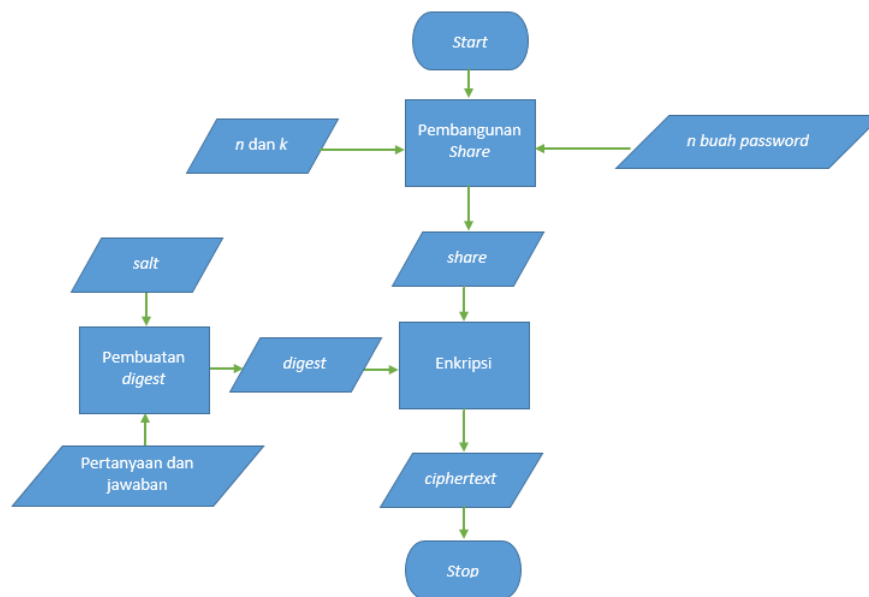 Start
Pembangunan
Share
n dan k
n buah password
share
salt
Pembuatan
digest
digest
Enkripsi
Pertanyaan dan
jawaban
ciphertext
Stop